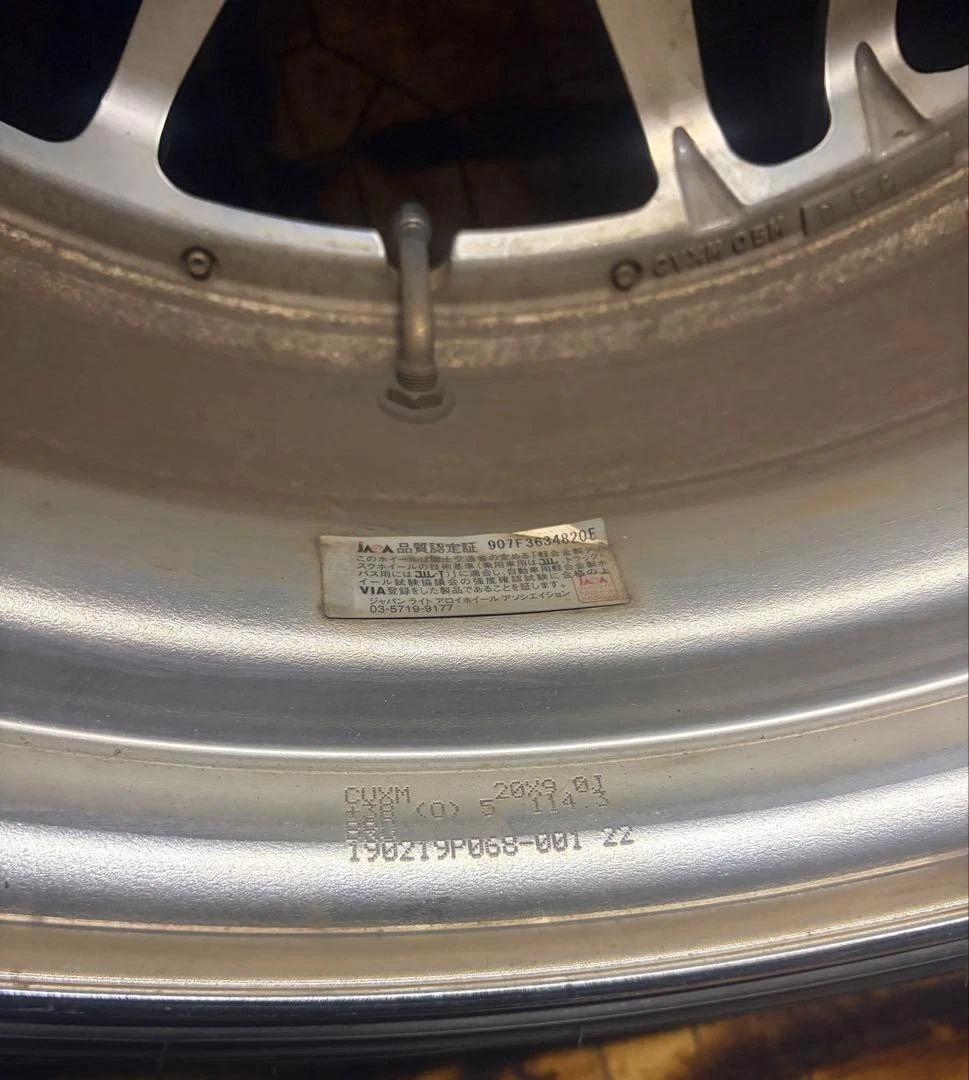 CVXM OEM
JAWA 品質認定証 907F3634820E
このホイールは国土交通省の定める「軽合金製ディ
スクホイールの技術基準（乗用車用はJWL トラック、
バス用にはJWL-T）」に適合し、自動車用軽合金製ホ
イール試験協議会の強度確認試験に合格の上
VIA登録をした製品であることを証します。
JAWA
ジャパン ライト アロイホイール アソシエイション
03-5719-9177
CVXM 20X9.0J
+38 (O) 5 114.3
190219P068-001 22